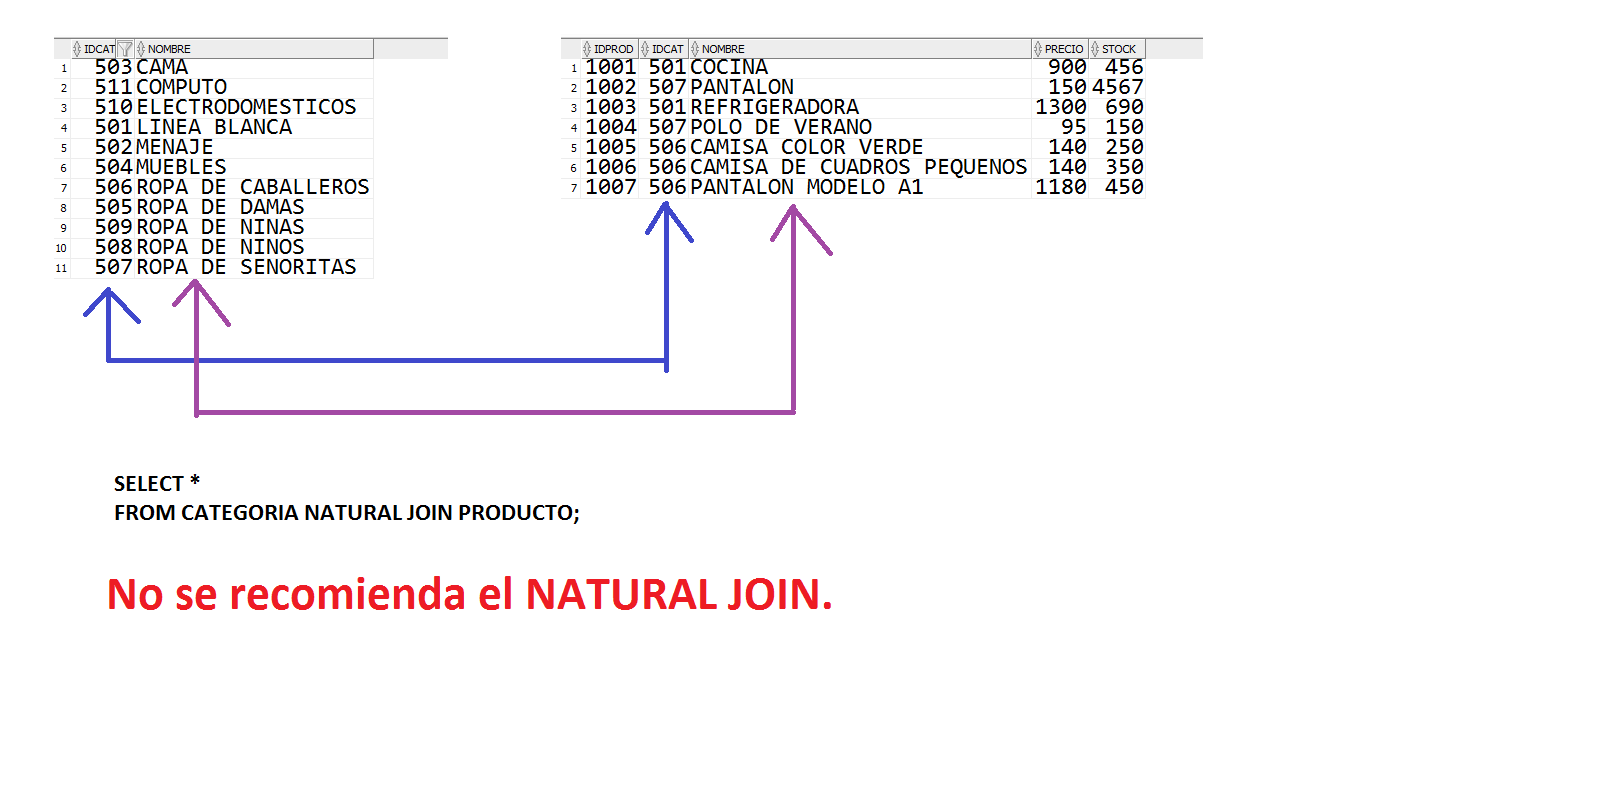 IDCAT NOMBRE
1 503 CAMA
2 511 COMPUTO
3 510 ELECTRODOMESTICOS
4 501 LINEA BLANCA
5 502 MENAJE
6 504 MUEBLES
7 506 ROPA DE CABALLEROS
8 505 ROPA DE DAMAS
9 509 ROPA DE NINAS
10 508 ROPA DE NINOS
11 507 ROPA DE SENORITAS
IDPROD IDCAT NOMBRE PRECIO STOCK
1 1001 501 COCINA 900 456
2 1002 507 PANTALON 150 4567
3 1003 501 REFRIGERADORA 1300 690
4 1004 507 POLO DE VERANO 95 150
5 1005 506 CAMISA COLOR VERDE 140 250
6 1006 506 CAMISA DE CUADROS PEQUENOS 140 350
7 1007 506 PANTALON MODELO A1 1180 450
SELECT *
FROM CATEGORIA NATURAL JOIN PRODUCTO;
No se recomienda el NATURAL JOIN.